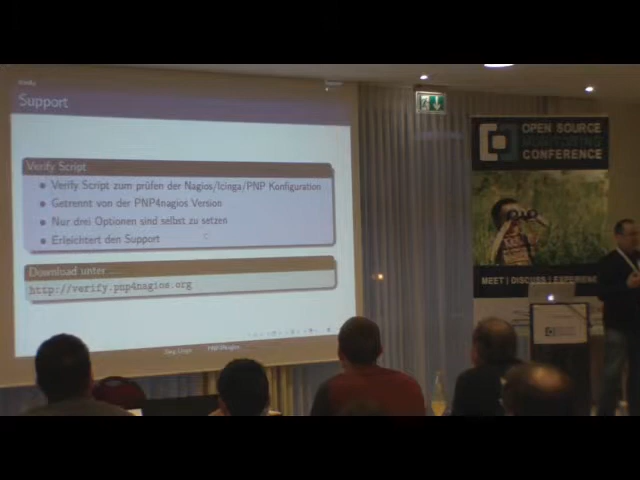 Support
Verify Script
Verify Script zum prüfen der Nagios/Icinga/PNP Konfiguration
Getrennt von der PNP4nagios Version
Nur drei Optionen sind selbst zu setzen
Erleichtert den Support
Download unter ....
http://verify.pnp4nagios.org
PNP4Nagios
OPEN SOURCE
MONITORING
CONFERENCE
MEET | DISCUSS | EXPERIENCE